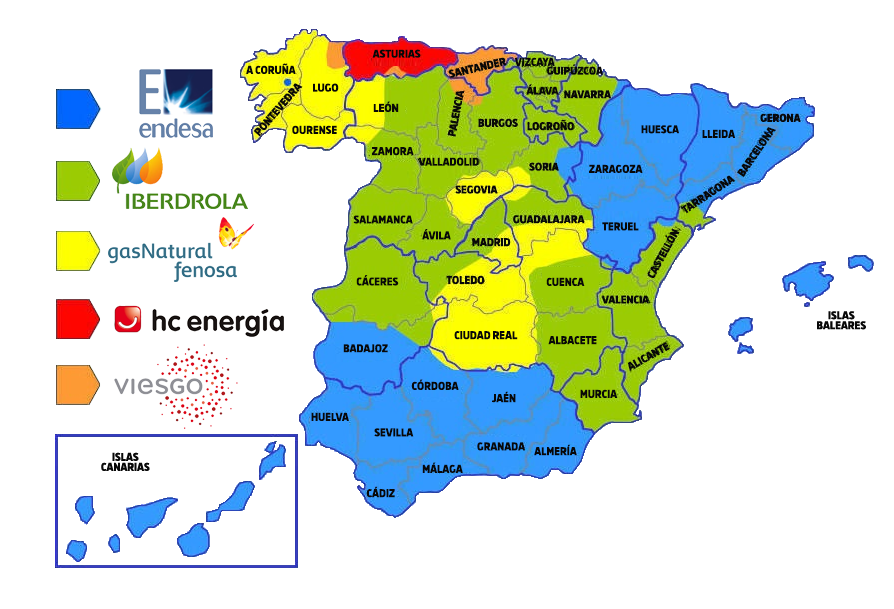 E
endesa
IBERDROLA
gasNatural
fenosa
hc energía
viesgo
ISLAS
CANARIAS
A CORUÑA
LUGO
PONTEVEDRA
OURENSE
ASTURIAS
SANTANDER
VIZCAYA
GUIPÚZCOA
ÁLAVA
NAVARRA
LEÓN
PALENCIA
BURGOS
LOGROÑO
ZAMORA
VALLADOLID
SORIA
SEGOVIA
HUESCA
LLEIDA
GERONA
BARCELONA
ZARAGOZA
TARRAGONA
SALAMANCA
ÁVILA
MADRID
GUADALAJARA
TERUEL
CASTELLÓN
CÁCERES
TOLEDO
CUENCA
VALENCIA
ISLAS
BALEARES
BADAJOZ
CIUDAD REAL
ALBACETE
ALICANTE
CÓRDOBA
JAÉN
MURCIA
HUELVA
SEVILLA
GRANADA
ALMERÍA
MÁLAGA
CÁDIZ